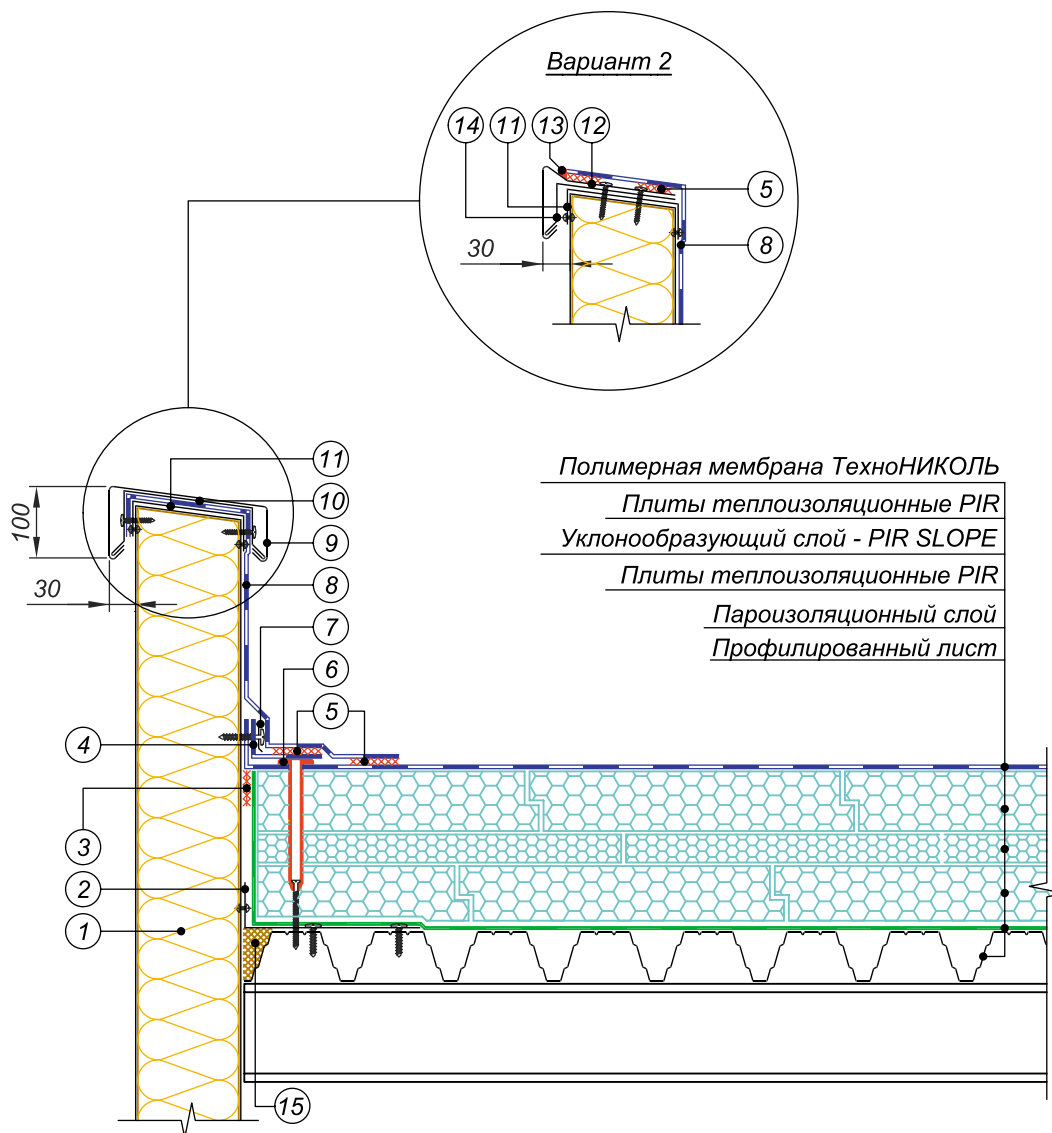 Вариант 2
14 11 13 12
5
8
30
11
10
100
9
30
8
7
6
5
4
3
2
1
15
Полимерная мембрана ТехноНИКОЛЬ
Плиты теплоизоляционные PIR
Уклонообразующий слой - PIR SLOPE
Плиты теплоизоляционные PIR
Пароизоляционный слой
Профилированный лист